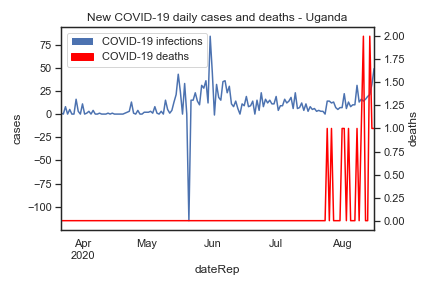 New COVID-19 daily cases and deaths - Uganda
COVID-19 infections
COVID-19 deaths
cases
75
50
25
0
−25
−50
−75
−100
deaths
2.00
1.75
1.50
1.25
1.00
0.75
0.50
0.25
0.00
Apr May Jun Jul Aug
2020
dateRep